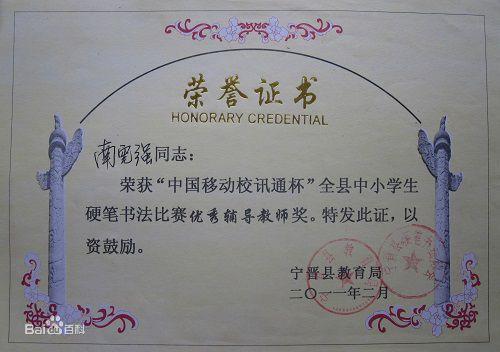 荣誉证书
HONORARY CREDENTIAL
同志：
荣获“中国移动校讯通杯”全县中小学生
硬笔书法比赛优秀辅导教师奖。特发此证，以
资鼓励。
宁晋县教育局
二〇一一年二月
Bai百科